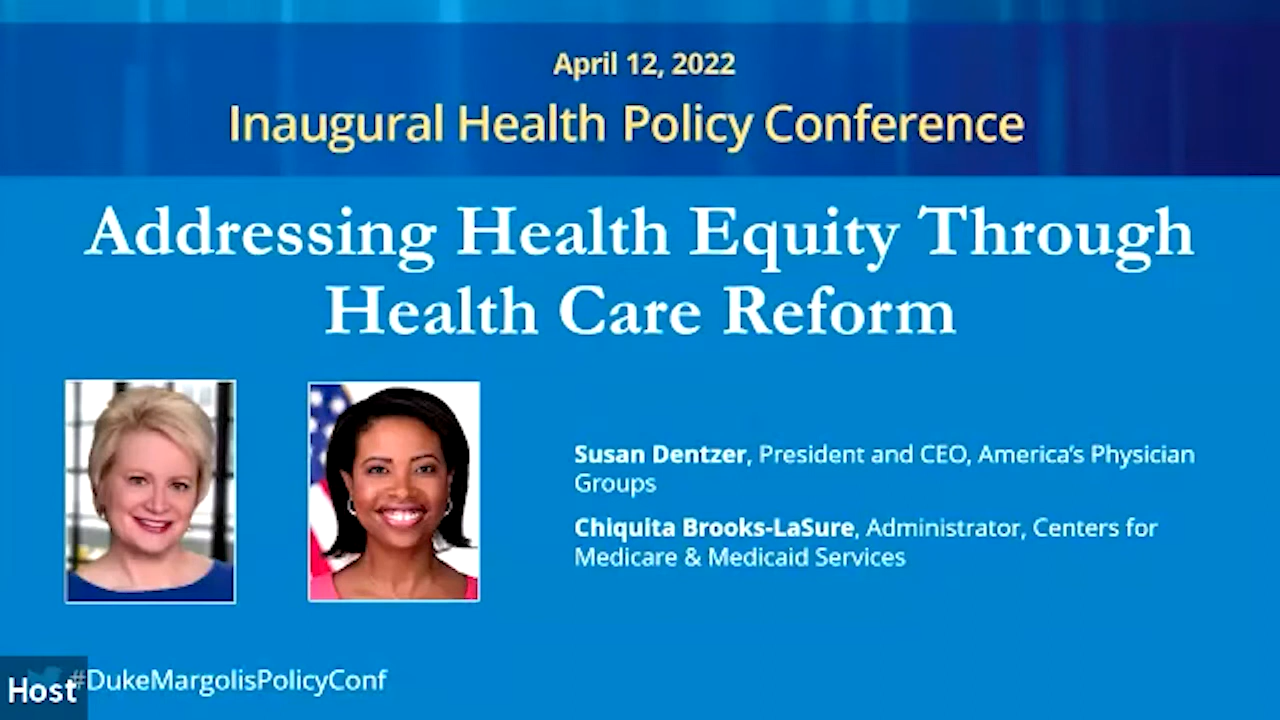 April 12, 2022
Inaugural Health Policy Conference
Addressing Health Equity Through
Health Care Reform
Susan Dentzer, President and CEO, America's Physician
Groups
Chiquita Brooks-LaSure, Administrator, Centers for
Medicare & Medicaid Services
#DukeMargolisPolicyConf
Host